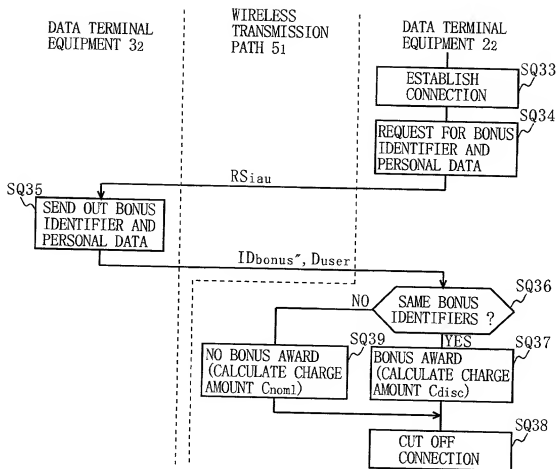 DATA TERMINAL
EQUIPMENT 32
WIRELESS
TRANSMISSION
PATH 51
DATA TERMINAL
EQUIPMENT 22
SQ33
ESTABLISH
CONNECTION
SQ34
REQUEST FOR BONUS
IDENTIFIER AND
PERSONAL DATA
RSiau
SQ35
SEND OUT BONUS
IDENTIFIER AND
PERSONAL DATA
IDbonus", Duser
SQ36
SAME BONUS
IDENTIFIERS ?
NO
YES
SQ39
NO BONUS AWARD
(CALCULATE CHARGE
AMOUNT Cnoml)
SQ37
BONUS AWARD
(CALCULATE CHARGE
AMOUNT Cdisc)
SQ38
CUT OFF
CONNECTION